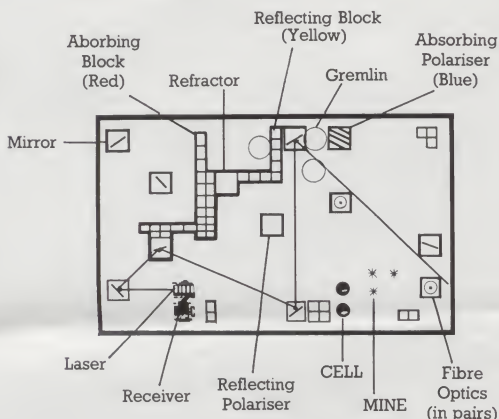 Reflecting Block
(Yellow)
Aborbing
Block
(Red)
Refractor
Gremlin
Absorbing
Polariser
(Blue)
Mirror
Laser
Receiver
Reflecting
Polariser
CELL
MINE
Fibre
Optics
(in pairs)